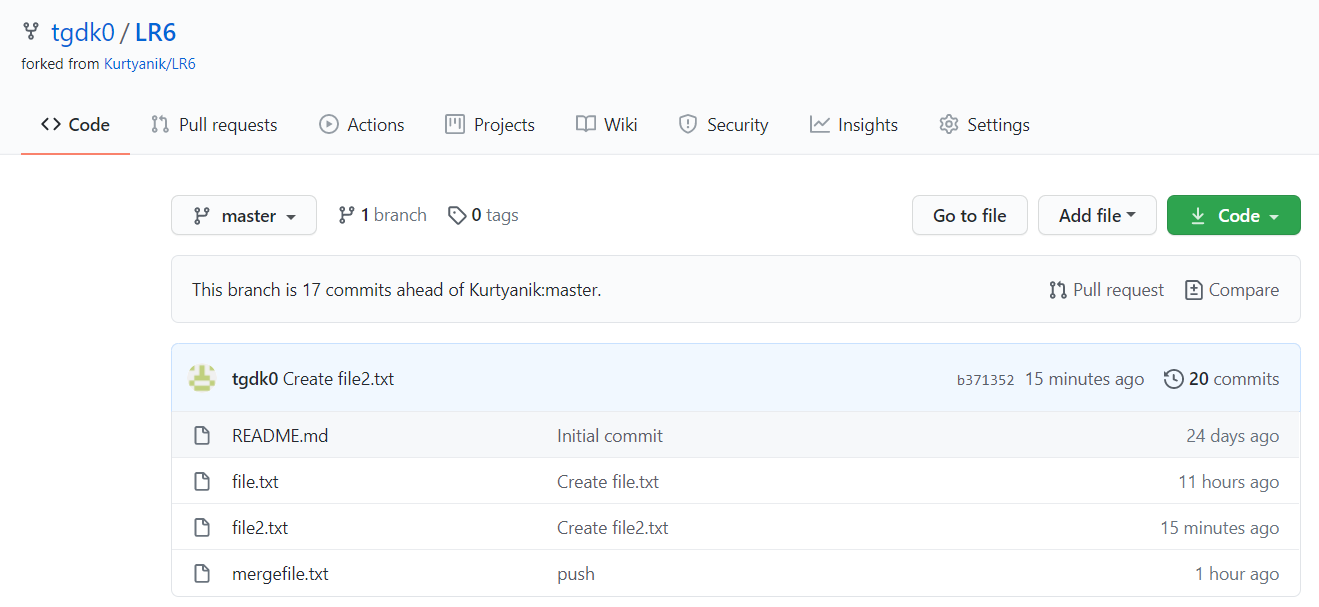 tgdk0 / LR6
forked from Kurtyanik/LR6
Code Pull requests Actions Projects Wiki Security Insights Settings
master 1 branch 0 tags Go to file Add file Code
This branch is 17 commits ahead of Kurtyanik:master. Pull request Compare
tgdk0 Create file2.txt b371352 15 minutes ago 20 commits
README.md Initial commit 24 days ago
file.txt Create file.txt 11 hours ago
file2.txt Create file2.txt 15 minutes ago
mergefile.txt push 1 hour ago